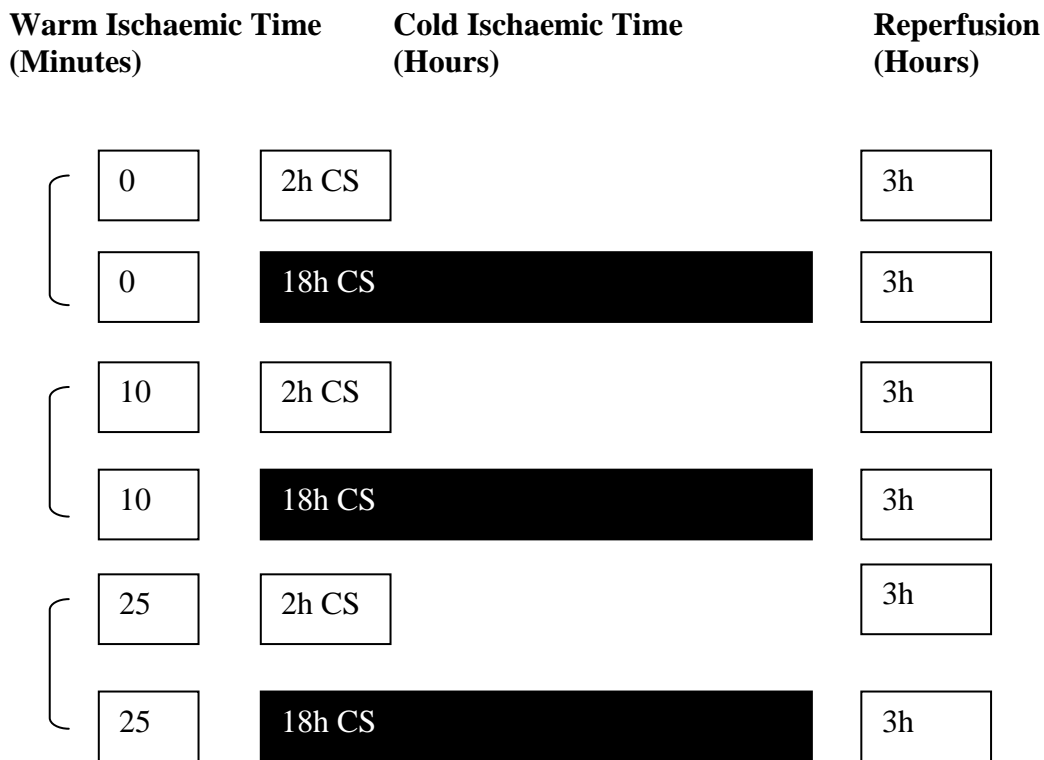 Warm Ischaemic Time Cold Ischaemic Time Reperfusion
(Minutes) (Hours) (Hours)
0 2h CS 3h
0 18h CS 3h
10 2h CS 3h
10 18h CS 3h
25 2h CS 3h
25 18h CS 3h